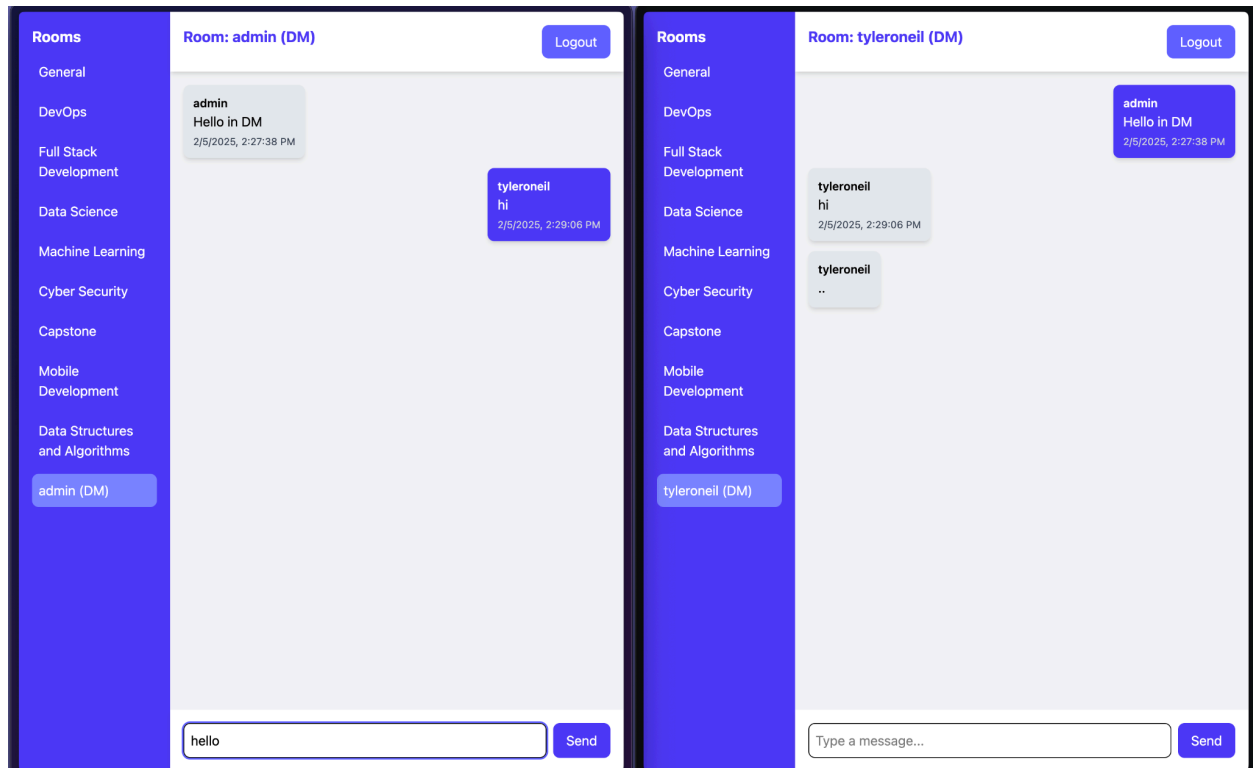 Rooms
General
DevOps
Full Stack
Development
Data Science
Machine Learning
Cyber Security
Capstone
Mobile
Development
Data Structures
and Algorithms
admin (DM)
Room: admin (DM)
Logout
admin
Hello in DM
2/5/2025, 2:27:38 PM
tyleroneil
hi
2/5/2025, 2:29:06 PM
hello
Send
Rooms
General
DevOps
Full Stack
Development
Data Science
Machine Learning
Cyber Security
Capstone
Mobile
Development
Data Structures
and Algorithms
tyleroneil (DM)
Room: tyleroneil (DM)
Logout
admin
Hello in DM
2/5/2025, 2:27:38 PM
tyleroneil
hi
2/5/2025, 2:29:06 PM
tyleroneil
..
Type a message...
Send